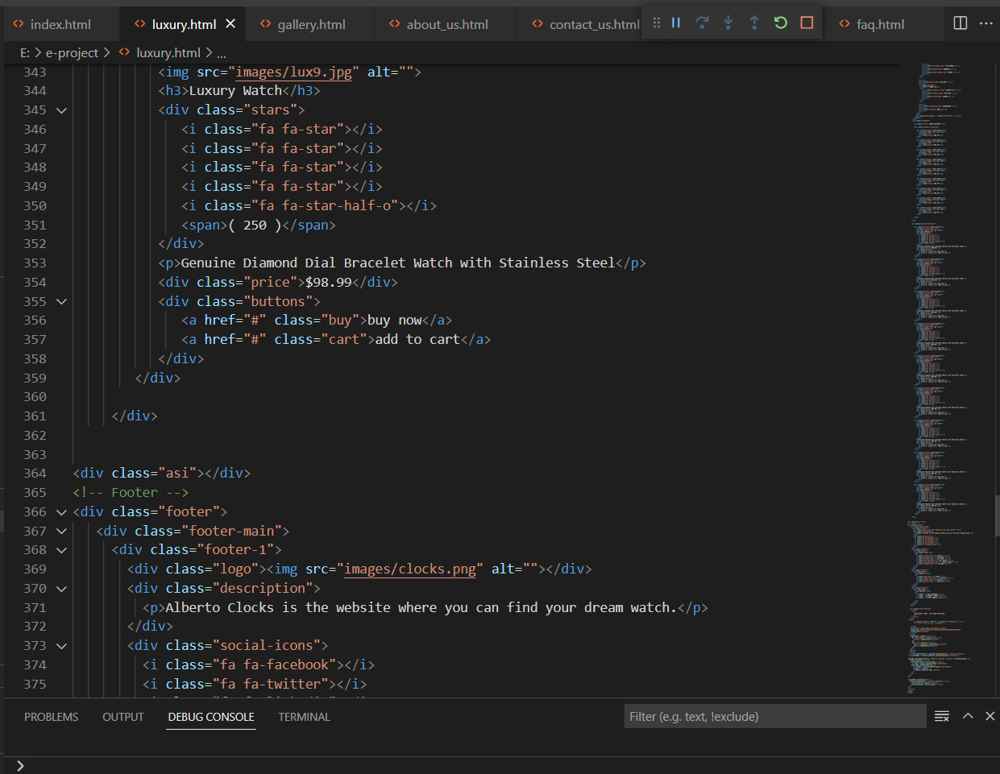 index.html
luxury.html
gallery.html
about_us.html
contact_us.html
faq.html
E: > e-project > luxury.html > ...
343 <img src="images/lux9.jpg" alt="">
344 <h3>Luxury Watch</h3>
345 <div class="stars">
346 <i class="fa fa-star"></i>
347 <i class="fa fa-star"></i>
348 <i class="fa fa-star"></i>
349 <i class="fa fa-star"></i>
350 <i class="fa fa-star-half-o"></i>
351 <span>( 250 )</span>
352 </div>
353 <p>Genuine Diamond Dial Bracelet Watch with Stainless Steel</p>
354 <div class="price">$98.99</div>
355 <div class="buttons">
356 <a href="#" class="buy">buy now</a>
357 <a href="#" class="cart">add to cart</a>
358 </div>
359 </div>
360
361 </div>
362
363
364 <div class="asi"></div>
365 <!-- Footer -->
366 <div class="footer">
367 <div class="footer-main">
368 <div class="footer-1">
369 <div class="logo"><img src="images/clocks.png" alt=""></div>
370 <div class="description">
371 <p>Alberto Clocks is the website where you can find your dream watch.</p>
372 </div>
373 <div class="social-icons">
374 <i class="fa fa-facebook"></i>
375 <i class="fa fa-twitter"></i>
PROBLEMS
OUTPUT
DEBUG CONSOLE
TERMINAL
Filter (e.g. text, !exclude)